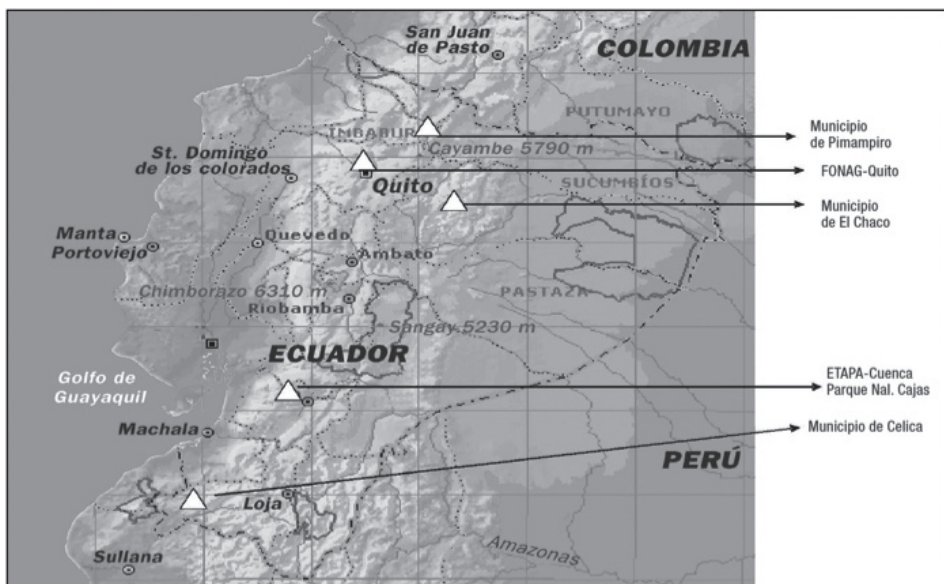 San Juan
de Pasto
COLOMBIA
PUTUMAYO
IMBABUR
Cayambe 5790 m
St. Domingo
de los colorados
Quito
SUCUMBÍOS
Manta
Portoviejo
Quevedo
Ambato
Chimborazo 6310 m
Riobamba
PASTAZA
Sangay 5230 m
ECUADOR
Golfo de
Guayaquil
Machala
PERÚ
Loja
Sullana
Amazonas
Municipio
de Pimampiro
FONAG-Quito
Municipio
de El Chaco
ETAPA-Cuenca
Parque Nal. Cajas
Municipio de Celica